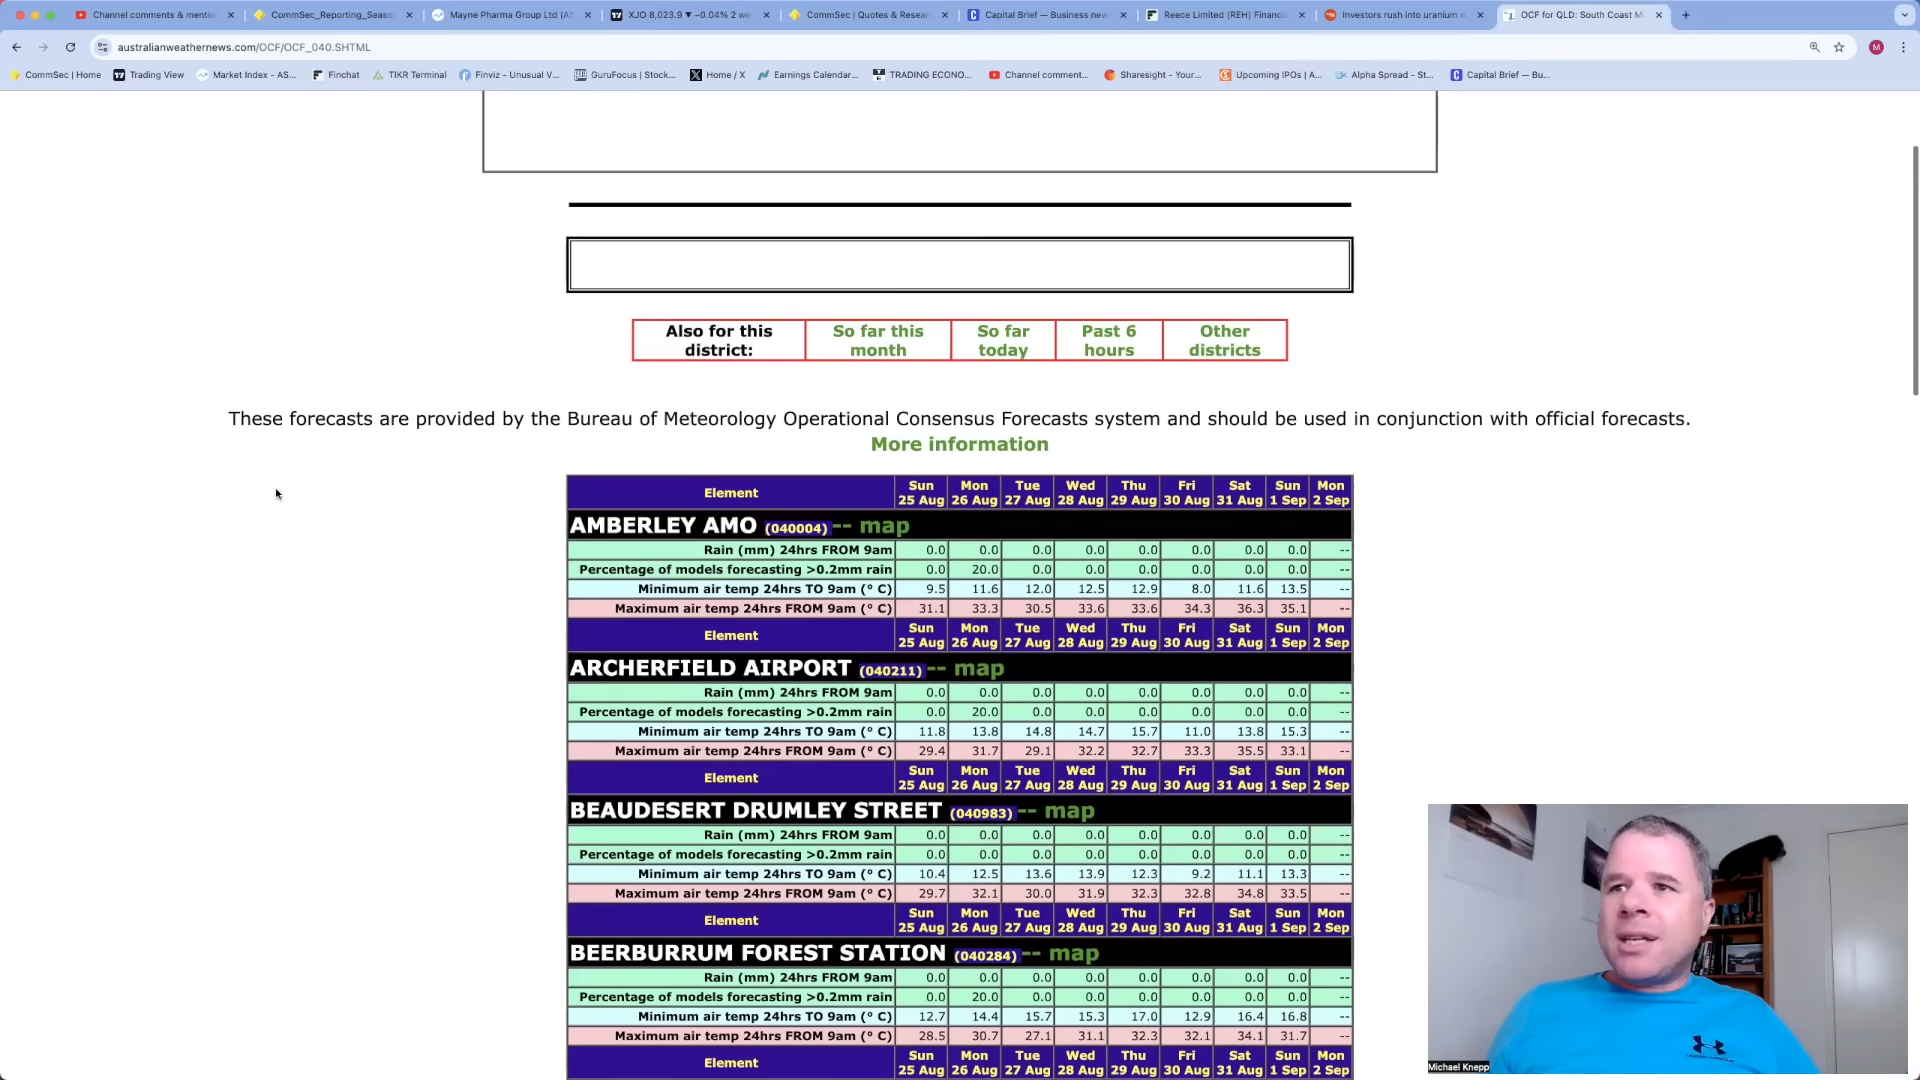 Channel comments & mentio
CommSec_Reporting_Seaso
Mayne Pharma Group Ltd (A
XJO 8,023.9 ▼ −0.04% 2 we
CommSec | Quotes & Resear
Capital Brief — Business new
Reece Limited (REH) Financi
Investors rush into uranium
OCF for QLD: South Coast M
australianweathernews.com/OCF/OCF_040.SHTML
M
CommSec | Home
Trading View
Market Index - AS...
Finchat
TIKR Terminal
Finviz - Unusual V...
GuruFocus | Stock...
Home / X
Earnings Calendar...
TRADING ECONO...
Channel comment...
Sharesight - Your...
Upcoming IPOs | A...
Alpha Spread - St...
Capital Brief — Bu...
Also for this district: So far this month So far today Past 6 hours Other districts
These forecasts are provided by the Bureau of Meteorology Operational Consensus Forecasts system and should be used in conjunction with official forecasts.
More information
Element Sun 25 Aug Mon 26 Aug Tue 27 Aug Wed 28 Aug Thu 29 Aug Fri 30 Aug Sat 31 Aug Sun 1 Sep Mon 2 Sep
AMBERLEY AMO (040004) -- map
Rain (mm) 24hrs FROM 9am 0.0 0.0 0.0 0.0 0.0 0.0 0.0 0.0 --
Percentage of models forecasting >0.2mm rain 0.0 20.0 0.0 0.0 0.0 0.0 0.0 0.0 --
Minimum air temp 24hrs TO 9am (° C) 9.5 11.6 12.0 12.5 12.9 8.0 11.6 13.5 --
Maximum air temp 24hrs FROM 9am (° C) 31.1 33.3 30.5 33.6 33.6 34.3 36.3 35.1 --
Element Sun 25 Aug Mon 26 Aug Tue 27 Aug Wed 28 Aug Thu 29 Aug Fri 30 Aug Sat 31 Aug Sun 1 Sep Mon 2 Sep
ARCHERFIELD AIRPORT (040211) -- map
Rain (mm) 24hrs FROM 9am 0.0 0.0 0.0 0.0 0.0 0.0 0.0 0.0 --
Percentage of models forecasting >0.2mm rain 0.0 20.0 0.0 0.0 0.0 0.0 0.0 0.0 --
Minimum air temp 24hrs TO 9am (° C) 11.8 13.8 14.8 14.7 15.7 11.0 13.8 15.3 --
Maximum air temp 24hrs FROM 9am (° C) 29.4 31.7 29.1 32.2 32.7 33.3 35.5 33.1 --
Element Sun 25 Aug Mon 26 Aug Tue 27 Aug Wed 28 Aug Thu 29 Aug Fri 30 Aug Sat 31 Aug Sun 1 Sep Mon 2 Sep
BEAUDESERT DRUMLEY STREET (040983) -- map
Rain (mm) 24hrs FROM 9am 0.0 0.0 0.0 0.0 0.0 0.0 0.0 0.0 --
Percentage of models forecasting >0.2mm rain 0.0 0.0 0.0 0.0 0.0 0.0 0.0 0.0 --
Minimum air temp 24hrs TO 9am (° C) 10.4 12.5 13.6 13.9 12.3 9.2 11.1 13.3 --
Maximum air temp 24hrs FROM 9am (° C) 29.7 32.1 30.0 31.9 32.3 32.8 34.8 33.5 --
Element Sun 25 Aug Mon 26 Aug Tue 27 Aug Wed 28 Aug Thu 29 Aug Fri 30 Aug Sat 31 Aug Sun 1 Sep Mon 2 Sep
BEERBURRUM FOREST STATION (040284) -- map
Rain (mm) 24hrs FROM 9am 0.0 0.0 0.0 0.0 0.0 0.0 0.0 0.0 --
Percentage of models forecasting >0.2mm rain 0.0 20.0 0.0 0.0 0.0 0.0 0.0 0.0 --
Minimum air temp 24hrs TO 9am (° C) 12.7 14.4 15.7 15.3 17.0 12.9 16.4 16.8 --
Maximum air temp 24hrs FROM 9am (° C) 28.5 30.7 27.1 31.1 32.3 32.1 34.1 31.7 --
Element Sun 25 Aug Mon 26 Aug Tue 27 Aug Wed 28 Aug Thu 29 Aug Fri 30 Aug Sat 31 Aug Sun 1 Sep Mon 2 Sep
Michael Knepp